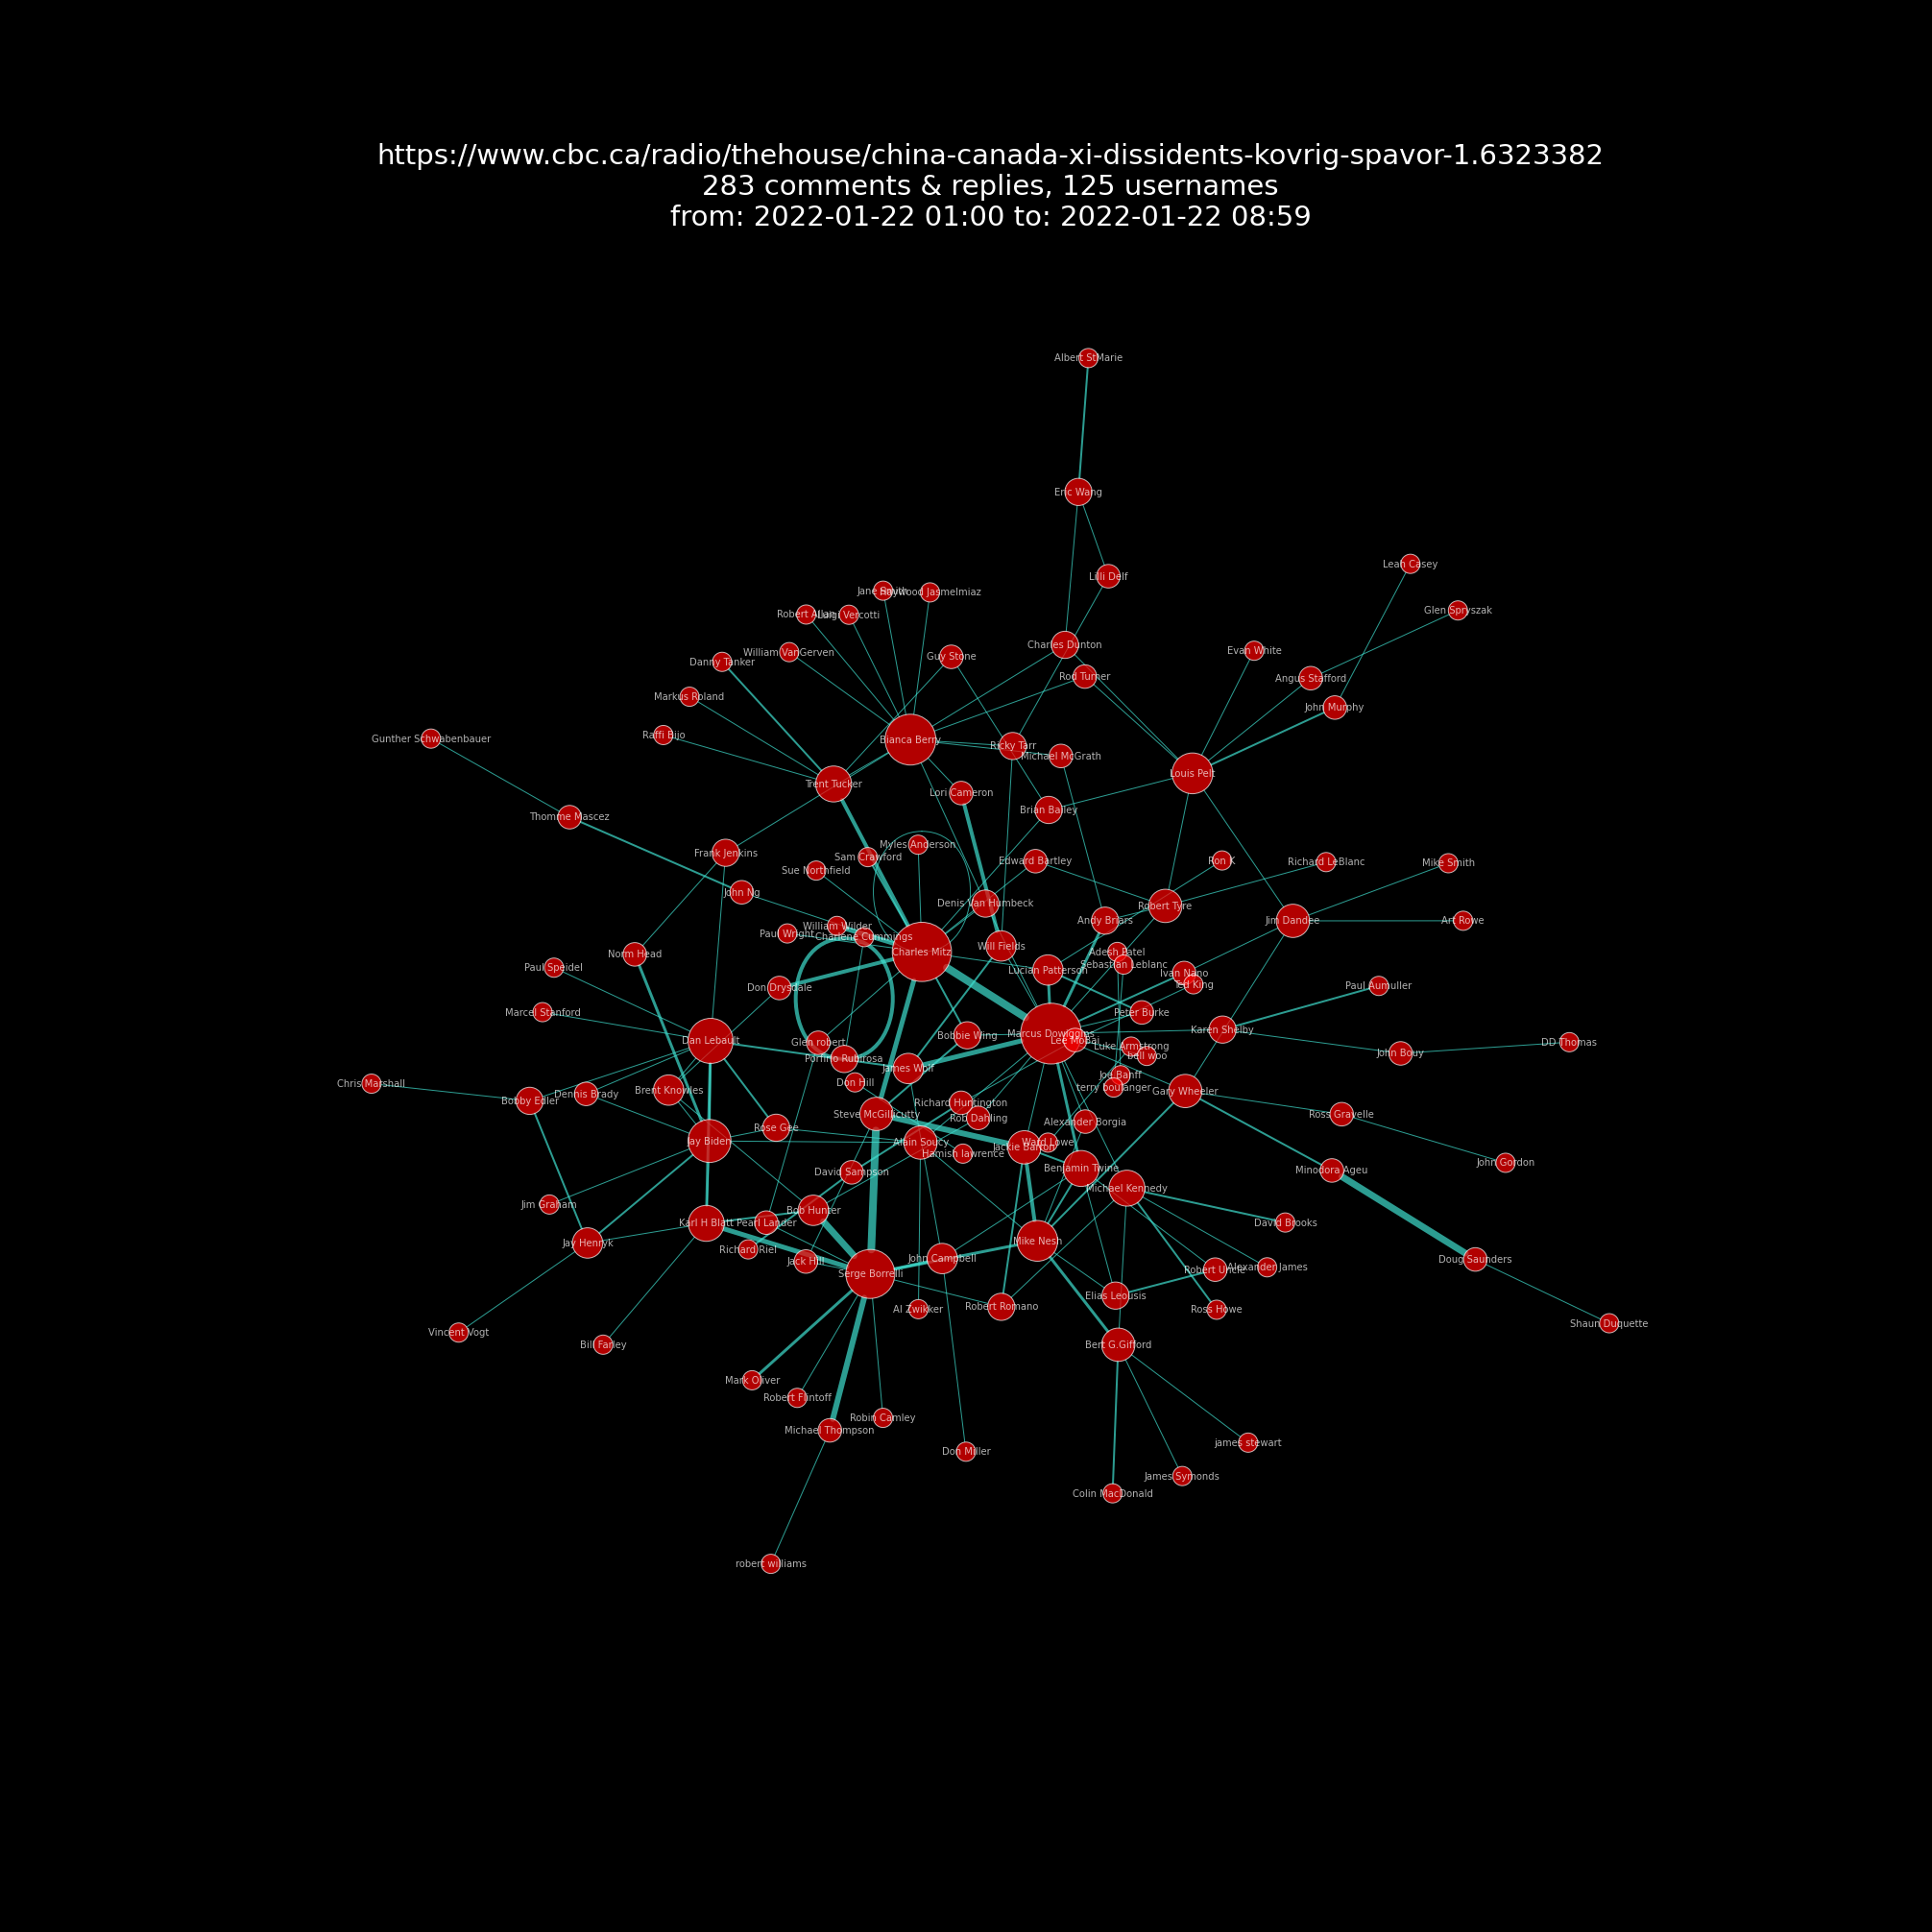 https://www.cbc.ca/radio/thehouse/china-canada-xi-dissidents-kovrig-spavor-1.6323382
283 comments & replies, 125 usernames
from: 2022-01-22 01:00 to: 2022-01-22 08:59
Albert StMarie
Eric Wang
Leah Casey
Lilli Delf
Jane Smith
Haywood Jasmelmiaz
Glen Spryszak
Robert Allan
Luigi Vercotti
Charles Dunton
Evan White
William VanGerven
Guy Stone
Danny Tanker
Rod Turner
Angus Stafford
Markus Roland
John Murphy
Raffi Bijo
Gunther Schwabenbauer
Bianca Berry
Ricky Tarr
Michael McGrath
Louis Pelt
Trent Tucker
Lori Cameron
Brian Balley
Thomme Mascez
Myles Anderson
Frank Jenkins
Sam Crawford
Edward Bartley
Ron K
Richard LeBlanc
Mike Smith
Sue Northfield
John Ng
Denis Van Humbeck
Robert Tyre
Andy Briars
Jim Dandee
Art Rowe
William Wilder
Paul Wright
Charlene Cummings
Will Fields
Charles Mitz
Adesh Patel
Norm Head
Sebastian Leblanc
Paul Speidel
Lucian Patterson
Ivan Nano
Ted King
Paul Aumuller
Don Drysdale
Marcel Stanford
Peter Burke
Karen Shelby
Marcus Dowiggins
Bobbie Wing
Dan Lebault
Glen robert
Lee MoBai
DD Thomas
Luke Armstrong
John Bouy
bell woo
Porfirio Rubirosa
James Wolf
Joe Banff
Don Hill
Chris Marshall
terry boulanger
Brent Knowles
Gary Wheeler
Dennis Brady
Bobby Edler
Richard Huntington
Steve McGillicutty
Ross Gravelle
Rob Dahling
Alexander Borgia
Rose Gee
Jay Biden
Alain Soucy
Ward Lowe
Jackie Barton
Hamish lawrence
John Gordon
Benjamin Twine
David Sampson
Minodora Ageu
Michael Kennedy
Jim Graham
Bob Hunter
Karl H Blatt
Pearl Lander
David Brooks
Jay Henryk
Mike Nesh
Richard Riel
John Campbell
Doug Saunders
Jack Hill
Alexander James
Robert Uncle
Serge Borrelli
Elias Leousis
Robert Romano
Al Zwikker
Ross Howe
Shaun Duquette
Vincent Vogt
Bill Farley
Bert G.Gifford
Mark Oliver
Robert Flintoff
Robin Camley
Michael Thompson
james stewart
Don Miller
James Symonds
Colin MacDonald
robert williams